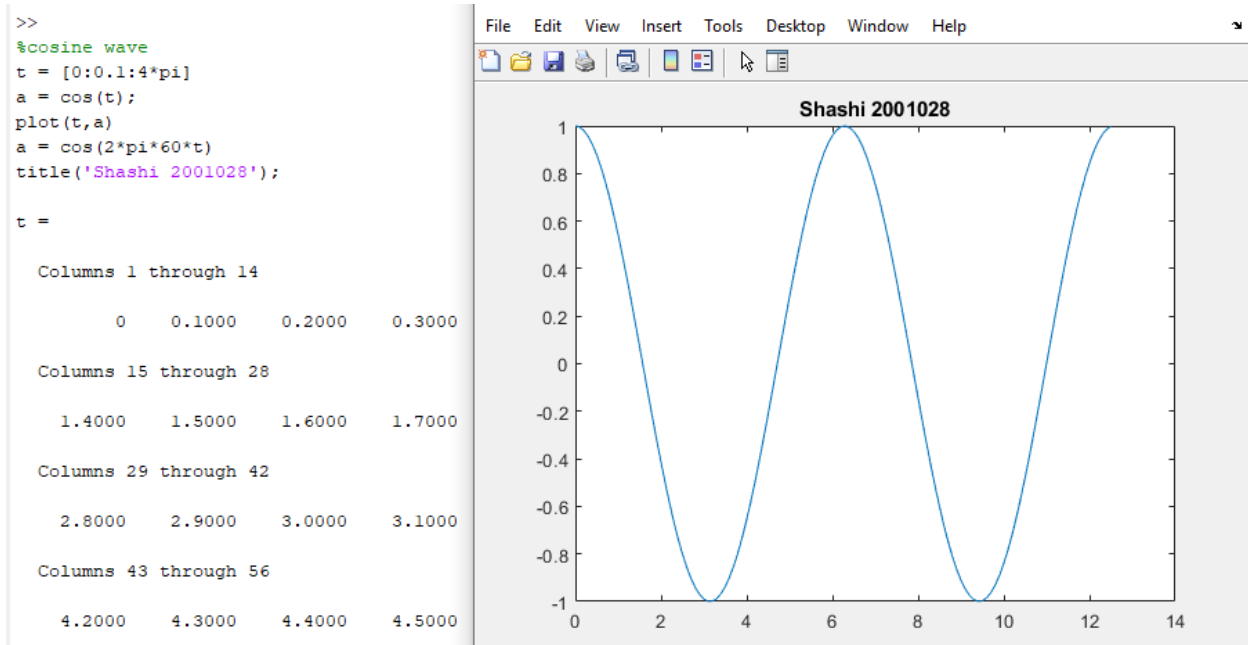 >>
%cosine wave
t = [0:0.1:4*pi]
a = cos(t);
plot(t,a)
a = cos(2*pi*60*t)
title('Shashi 2001028');
t =
Columns 1 through 14
0 0.1000 0.2000 0.3000
Columns 15 through 28
1.4000 1.5000 1.6000 1.7000
Columns 29 through 42
2.8000 2.9000 3.0000 3.1000
Columns 43 through 56
4.2000 4.3000 4.4000 4.5000
File Edit View Insert Tools Desktop Window Help
Shashi 2001028
1
0.8
0.6
0.4
0.2
0
-0.2
-0.4
-0.6
-0.8
-1
0 2 4 6 8 10 12 14